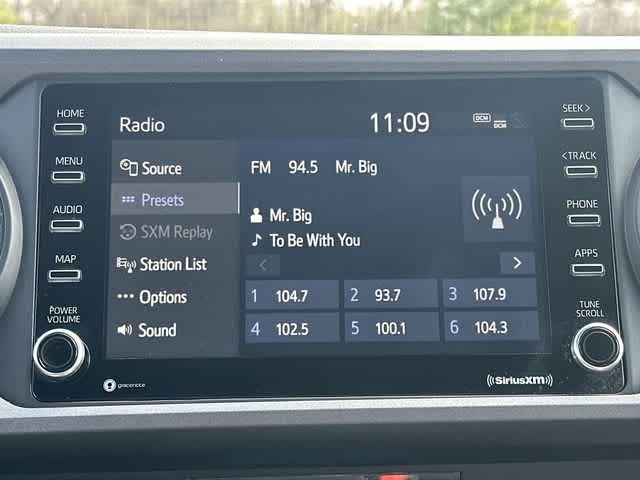 HOME
MENU
AUDIO
MAP
POWER
VOLUME
Radio
11:09
DCM
DCM
Source
Presets
SXM Replay
Station List
Options
Sound
FM 94.5 Mr. Big
Mr. Big
To Be With You
1 104.7 2 93.7 3 107.9
4 102.5 5 100.1 6 104.3
SEEK >
< TRACK
PHONE
APPS
TUNE
SCROLL
gracenote
((SiriusXM))